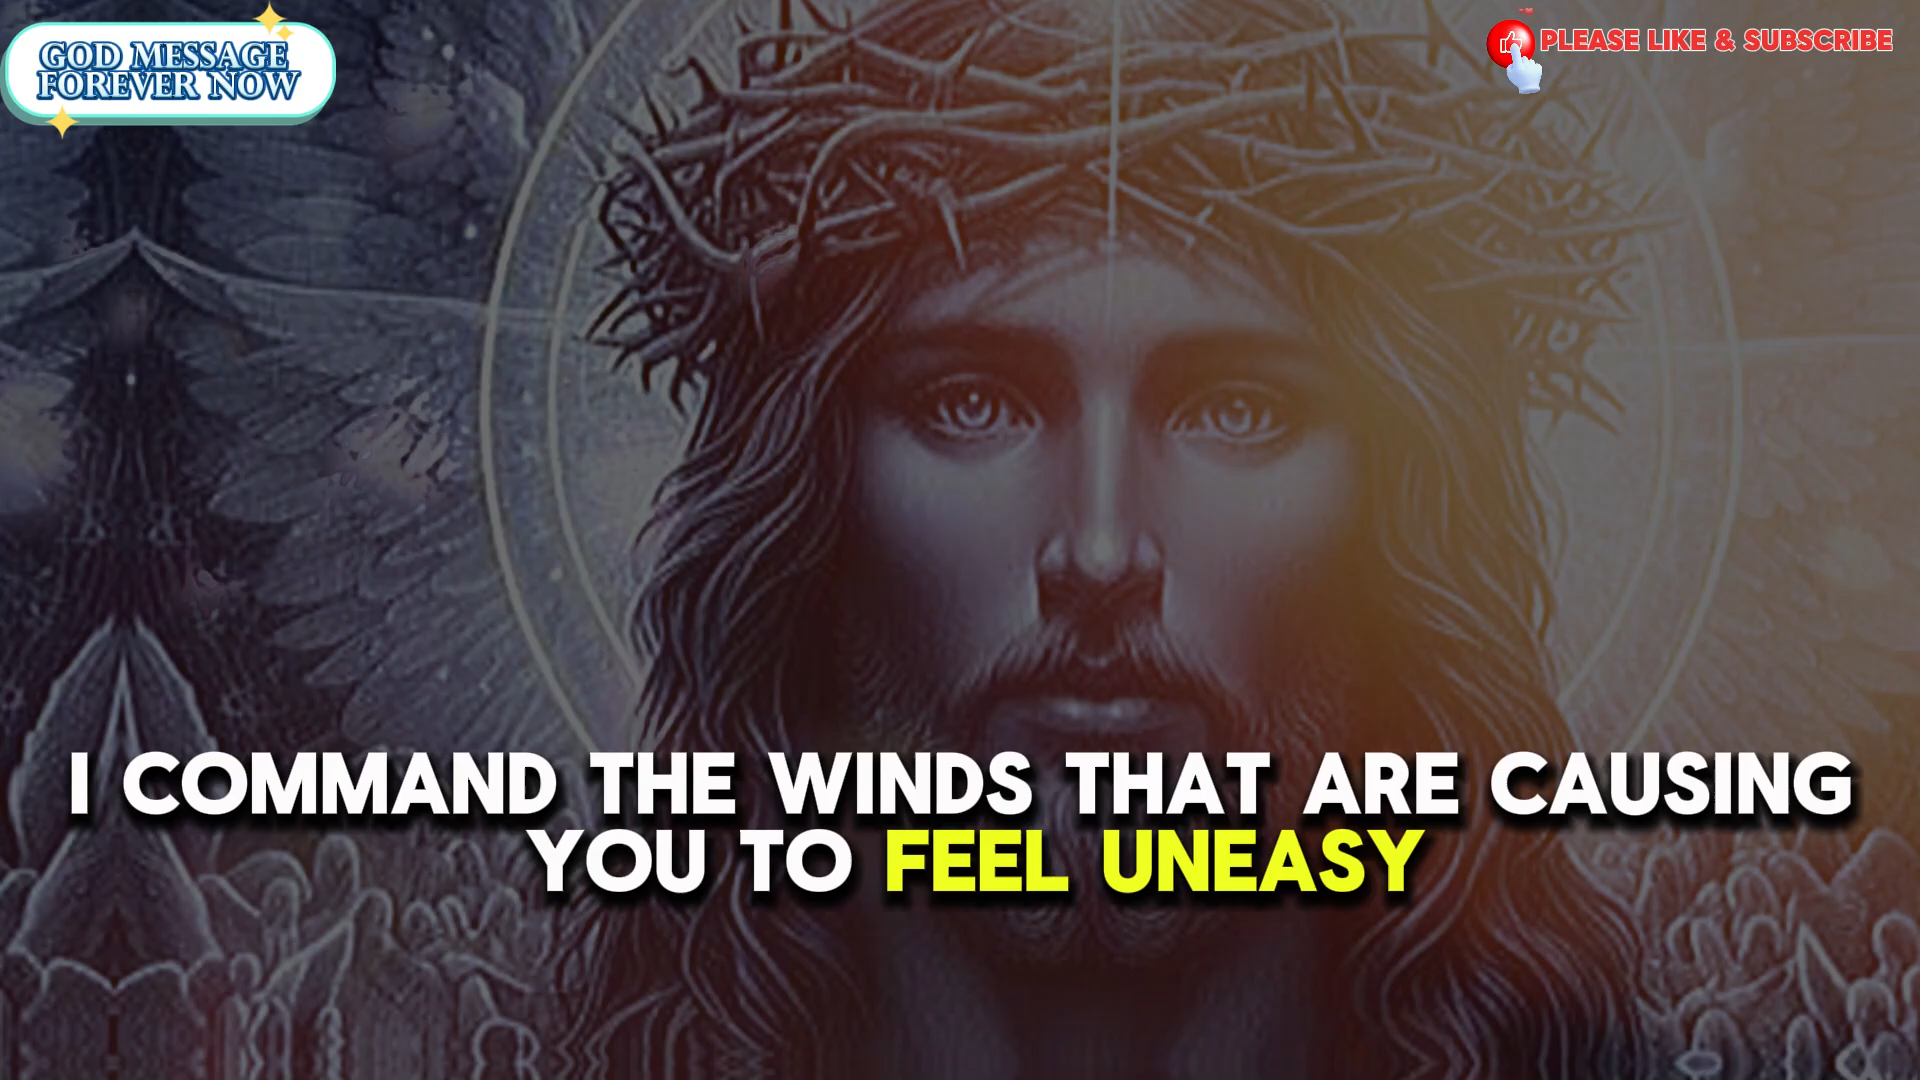 GOD MESSAGE
FOREVER NOW
PLEASE LIKE & SUBSCRIBE
I COMMAND THE WINDS THAT ARE CAUSING
YOU TO FEEL UNEASY